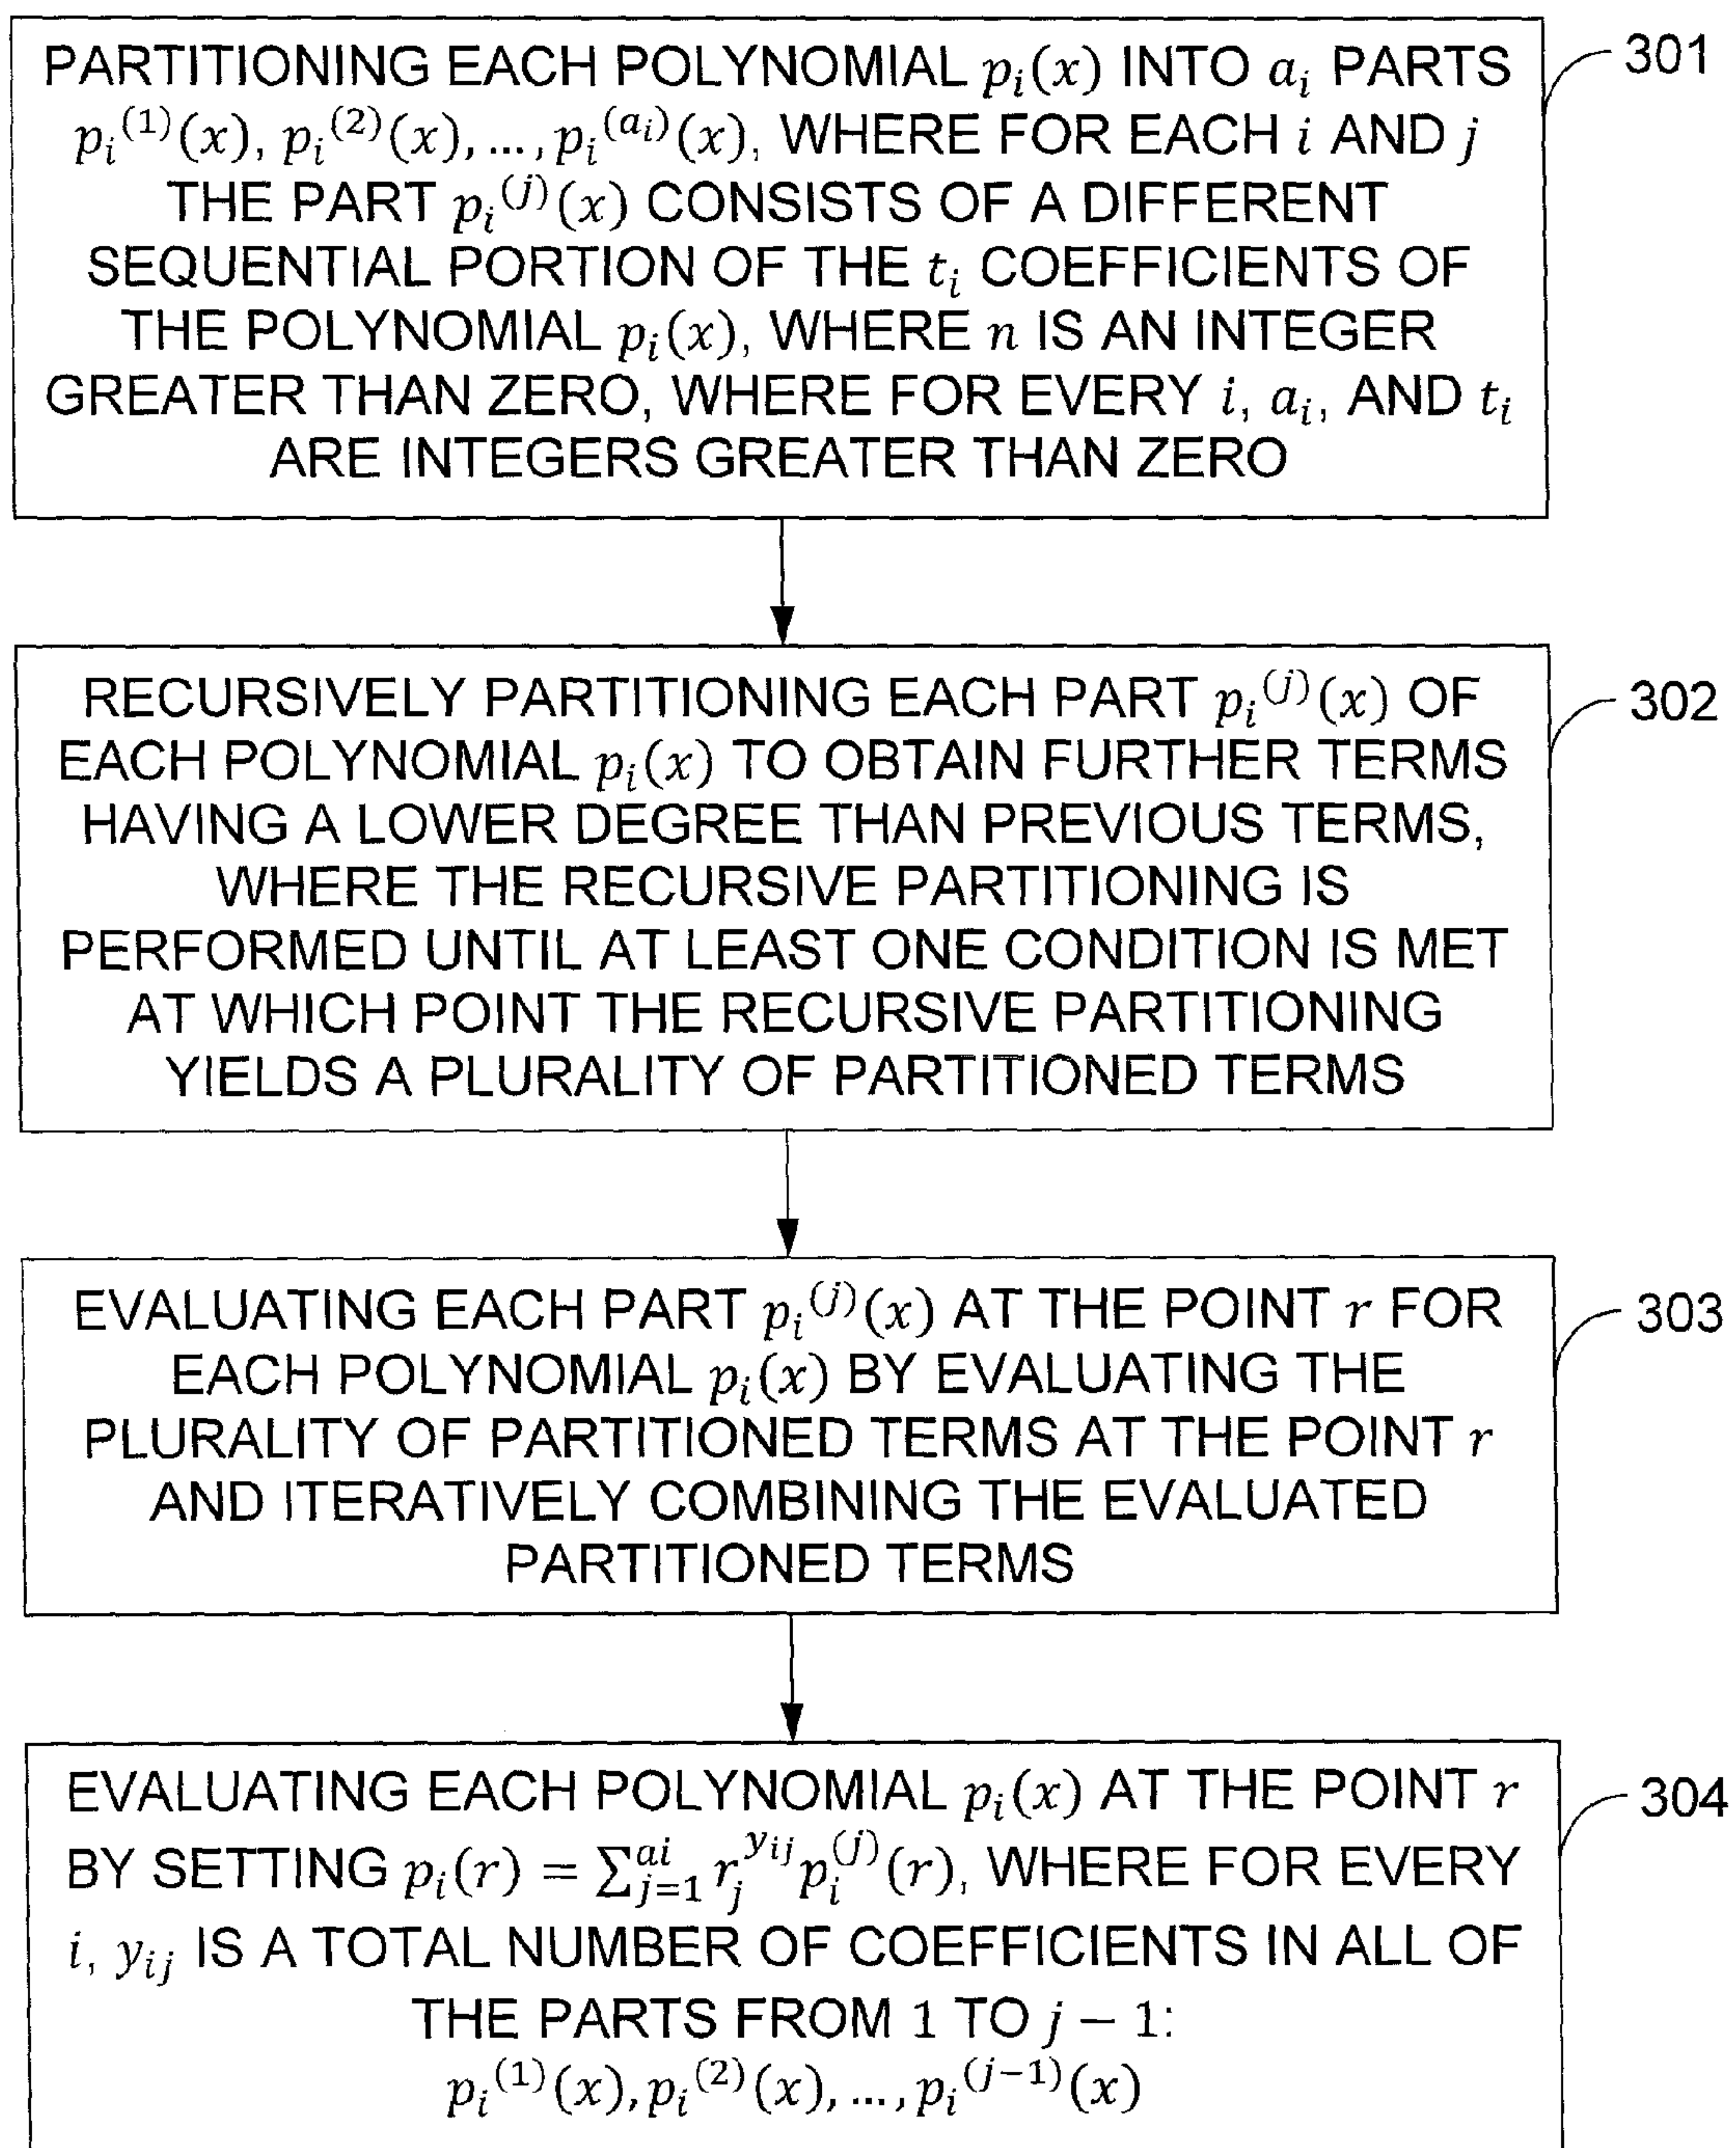 PARTITIONING EACH POLYNOMIAL pᵢ(x) INTO aᵢ PARTS
pᵢ⁽¹⁾(x), pᵢ⁽²⁾(x), …, pᵢ^(aᵢ)(x), WHERE FOR EACH i AND j
THE PART pᵢ^(j)(x) CONSISTS OF A DIFFERENT
SEQUENTIAL PORTION OF THE tᵢ COEFFICIENTS OF
THE POLYNOMIAL pᵢ(x), WHERE n IS AN INTEGER
GREATER THAN ZERO, WHERE FOR EVERY i, aᵢ, AND tᵢ
ARE INTEGERS GREATER THAN ZERO
301
RECURSIVELY PARTITIONING EACH PART pᵢ^(j)(x) OF
EACH POLYNOMIAL pᵢ(x) TO OBTAIN FURTHER TERMS
HAVING A LOWER DEGREE THAN PREVIOUS TERMS,
WHERE THE RECURSIVE PARTITIONING IS
PERFORMED UNTIL AT LEAST ONE CONDITION IS MET
AT WHICH POINT THE RECURSIVE PARTITIONING
YIELDS A PLURALITY OF PARTITIONED TERMS
302
EVALUATING EACH PART pᵢ^(j)(x) AT THE POINT r FOR
EACH POLYNOMIAL pᵢ(x) BY EVALUATING THE
PLURALITY OF PARTITIONED TERMS AT THE POINT r
AND ITERATIVELY COMBINING THE EVALUATED
PARTITIONED TERMS
303
EVALUATING EACH POLYNOMIAL pᵢ(x) AT THE POINT r
BY SETTING pᵢ(r) = ∑_{j=1}^{ai} r_j^{y_{ij}} p_i^{(j)}(r), WHERE FOR EVERY
i, y_{ij} IS A TOTAL NUMBER OF COEFFICIENTS IN ALL OF
THE PARTS FROM 1 TO j − 1:
pᵢ⁽¹⁾(x), pᵢ⁽²⁾(x), …, pᵢ^(j−1)(x)
304